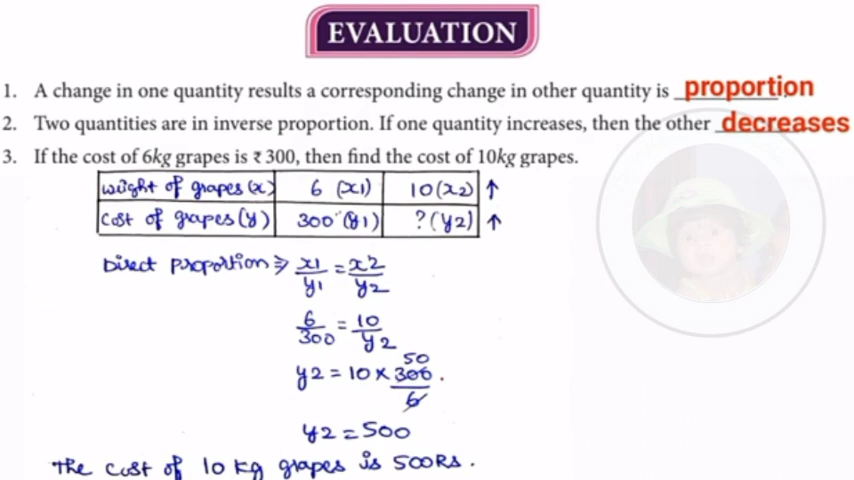 EVALUATION
1. A change in one quantity results a corresponding change in other quantity is proportion
2. Two quantities are in inverse proportion. If one quantity increases, then the other decreases
3. If the cost of 6kg grapes is ₹ 300, then find the cost of 10kg grapes.
Weight of grapes (x) 6 (x1) 10 (x2) ↑
Cost of grapes (y) 300 (y1) ? (y2) ↑
Direct Proportion ⇒ x1/y1 = x2/y2
6/300 = 10/y2
50
y2 = 10 × 300/6.
y2 = 500
The cost of 10 kg grapes is 500Rs.